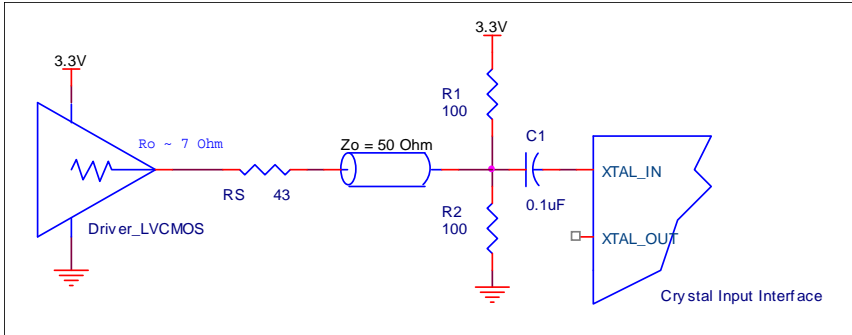 3.3V
3.3V
R1
100
C1
Ro ~ 7 Ohm
Zo = 50 Ohm
XTAL_IN
RS 43
0.1uF
R2
100
XTAL_OUT
Driver_LVCMOS
Crystal Input Interface